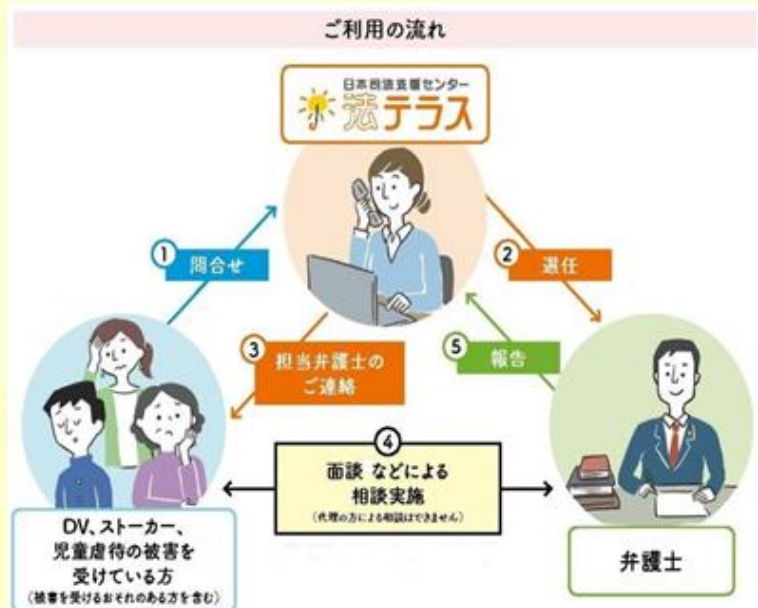 ご利用の流れ
日本司法支援センター
法テラス
1
問合せ
2
選任
3
担当弁護士の
ご連絡
5
報告
4
面談 などによる
相談実施
(代理の方による相談はできません)
DV、ストーカー、
児童虐待の被害を
受けている方
(被害を受けるおそれのある方を含む)
弁護士